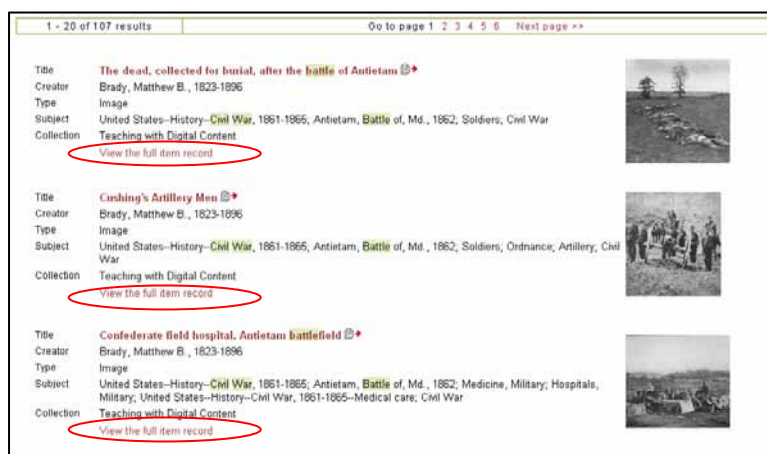 1 - 20 of 107 results Go to page 1 2 3 4 5 6 Next page >>
Title The dead, collected for burial, after the battle of Antietam
Creator Brady, Matthew B., 1823-1896
Type Image
Subject United States--History--Civil War, 1861-1865; Antietam, Battle of, Md., 1862; Soldiers; Civil War
Collection Teaching with Digital Content
View the full item record
Title Cushing's Artillery Men
Creator Brady, Matthew B., 1823-1896
Type Image
Subject United States--History--Civil War, 1861-1865; Antietam, Battle of, Md., 1862; Soldiers; Ordnance; Artillery; Civil
War
Collection Teaching with Digital Content
View the full item record
Title Confederate field hospital, Antietam battlefield
Creator Brady, Matthew B., 1823-1896
Type Image
Subject United States--History--Civil War, 1861-1865; Antietam, Battle of, Md., 1862; Medicine, Military; Hospitals,
Military; United States--History--Civil War, 1861-1865--Medical care; Civil War
Collection Teaching with Digital Content
View the full item record